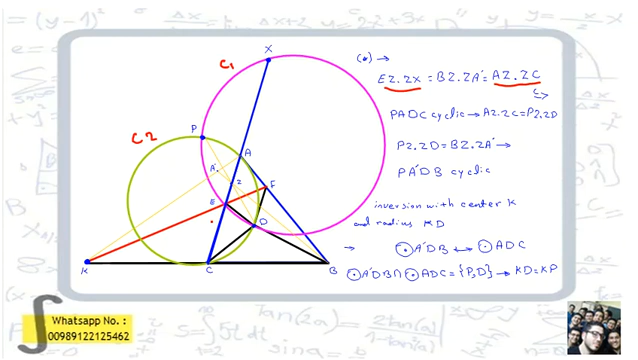 X
C1
(*) →
EZ.ZX = BZ.ZA' = AZ.ZC
P
C2
PADC cyclic → AZ.ZC = PZ.ZD
A
A'
PZ.ZD = BZ.ZA' →
Z
F
PA'DB cyclic
E
inversion with center K
D
and radius KD
→ ⊙A'DB ↔ ⊙ADC
K
C
B
⊙A'DB ∩ ⊙ADC = {P,D} → KD = KP
Whatsapp No. :
00989122125462